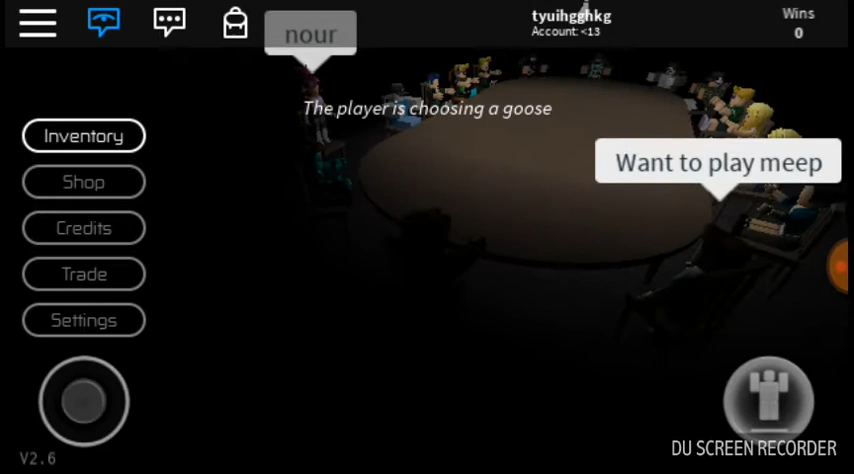 tyuihgghkg
Account: <13
Wins
0
nour
The player is choosing a goose
Inventory
Want to play meep
Shop
Credits
Trade
Settings
V2.6
DU SCREEN RECORDER